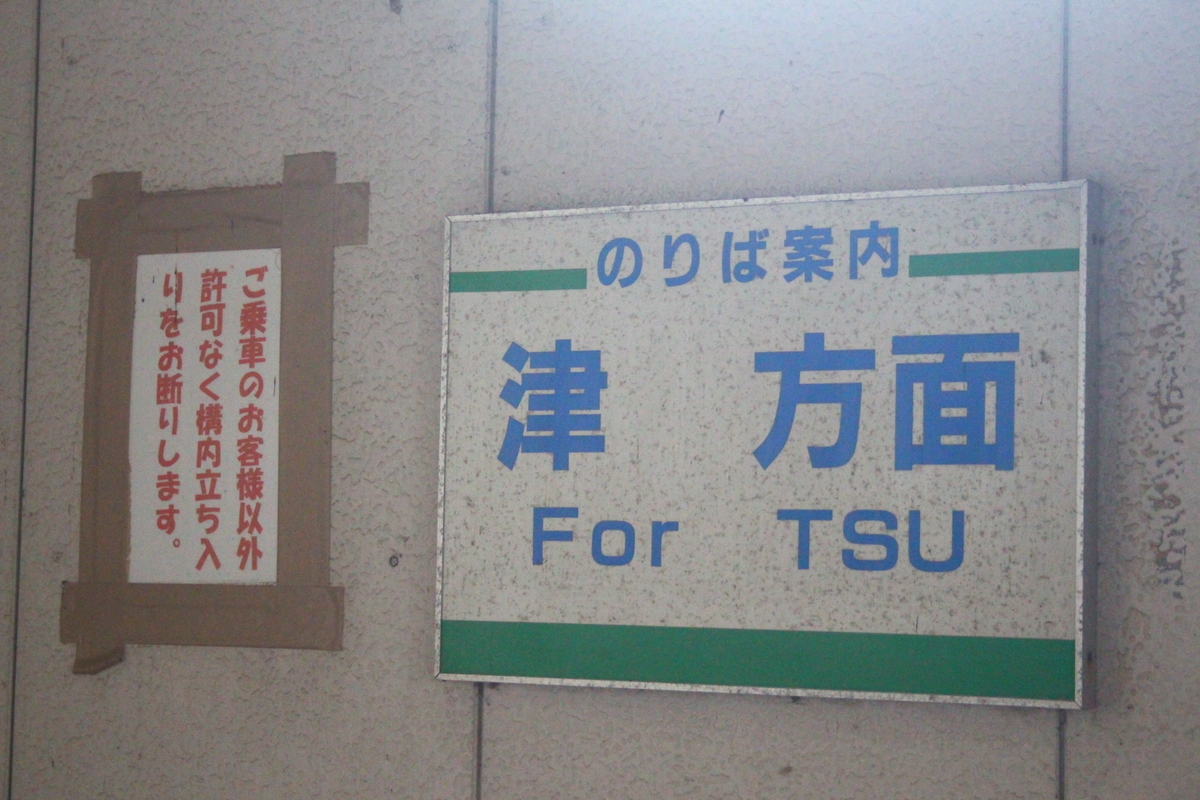 ご乗車のお客様以外
許可なく構内立ち入
りをお断りします。
のりば案内
津 方面
For TSU